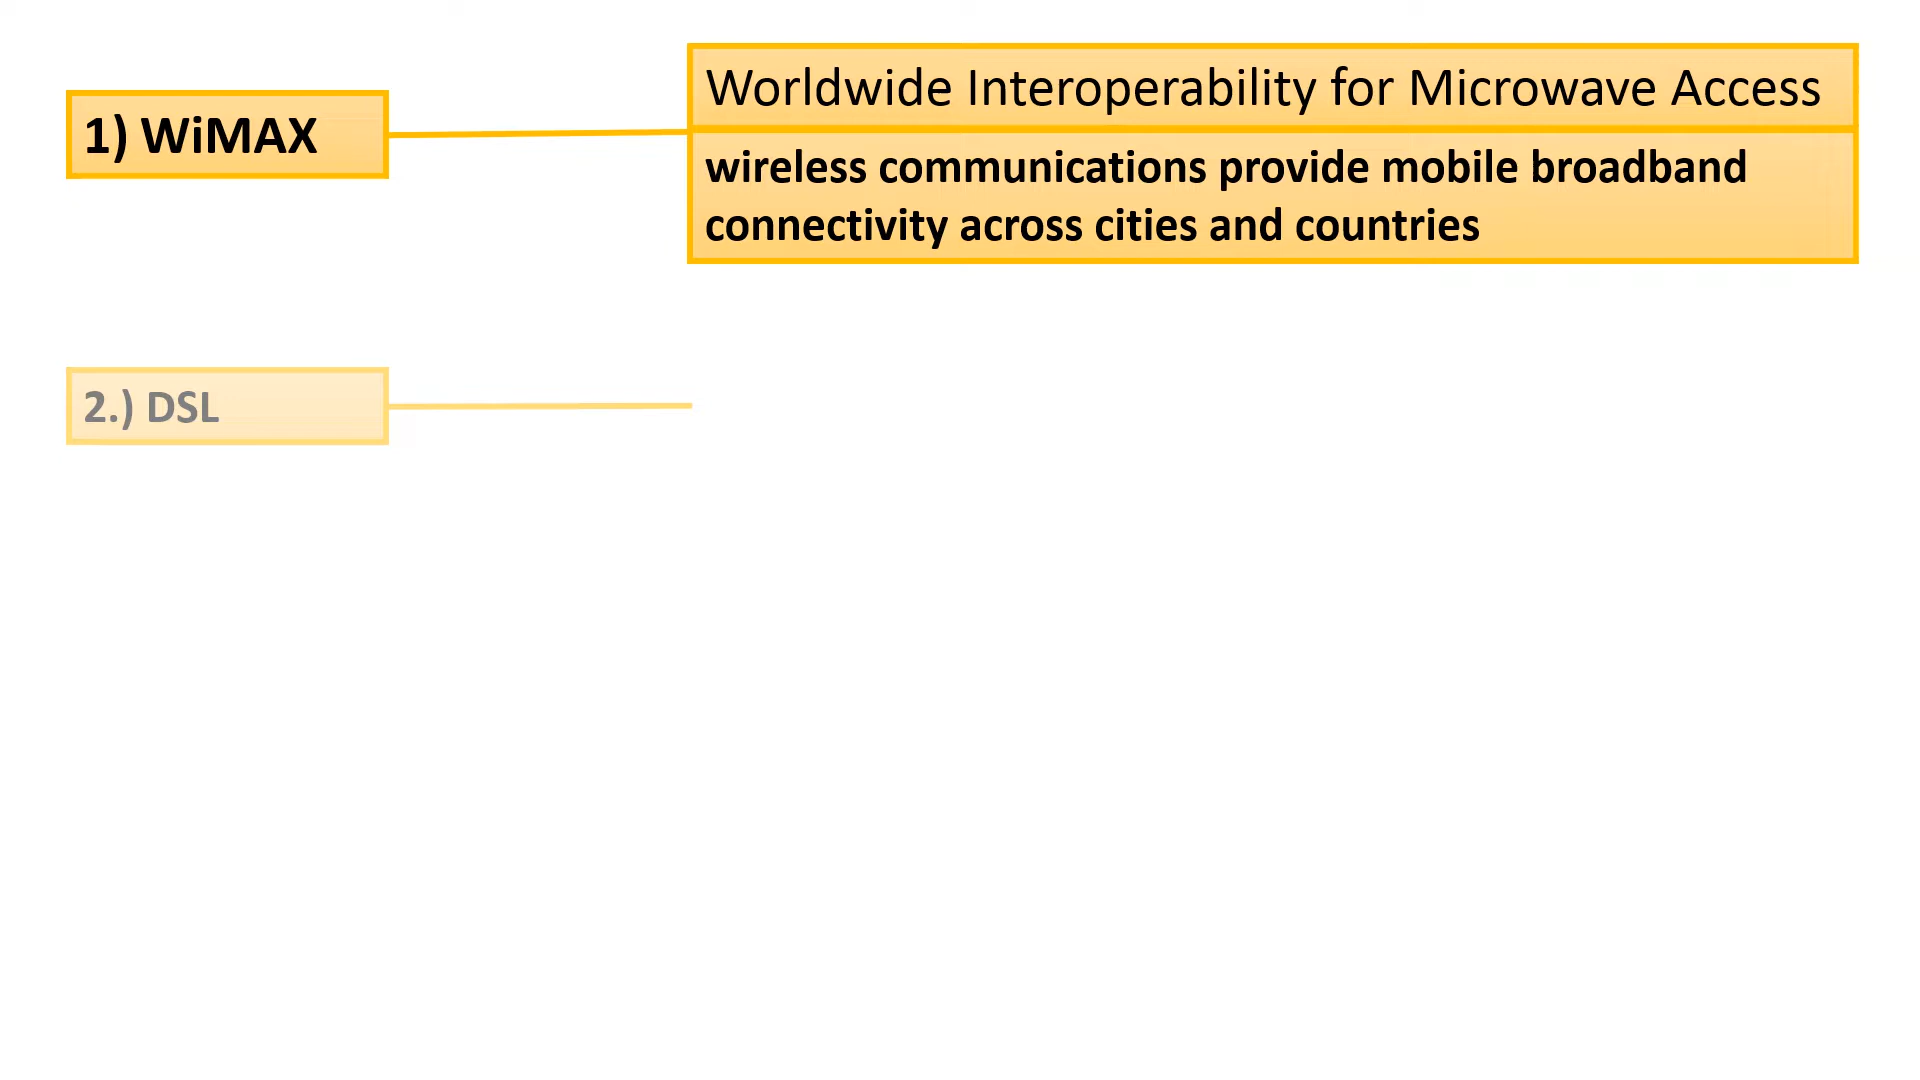 1) WiMAX
Worldwide Interoperability for Microwave Access
wireless communications provide mobile broadband
connectivity across cities and countries
2.) DSL